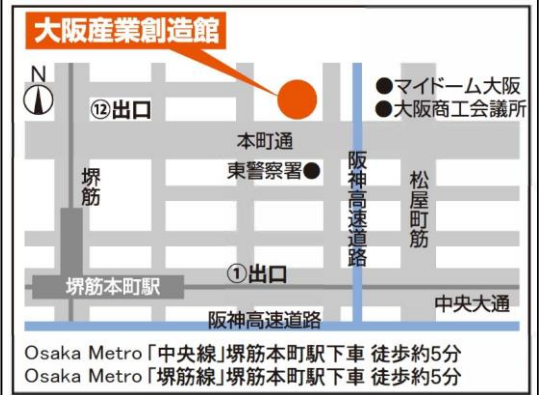 大阪産業創造館
N
⑫出口
●マイドーム大阪
●大阪商工会議所
本町通
東警察署●
堺筋
阪神高速道路
松屋町筋
①出口
堺筋本町駅
中央大通
阪神高速道路
Osaka Metro「中央線」堺筋本町駅下車 徒歩約5分
Osaka Metro「堺筋線」堺筋本町駅下車 徒歩約5分